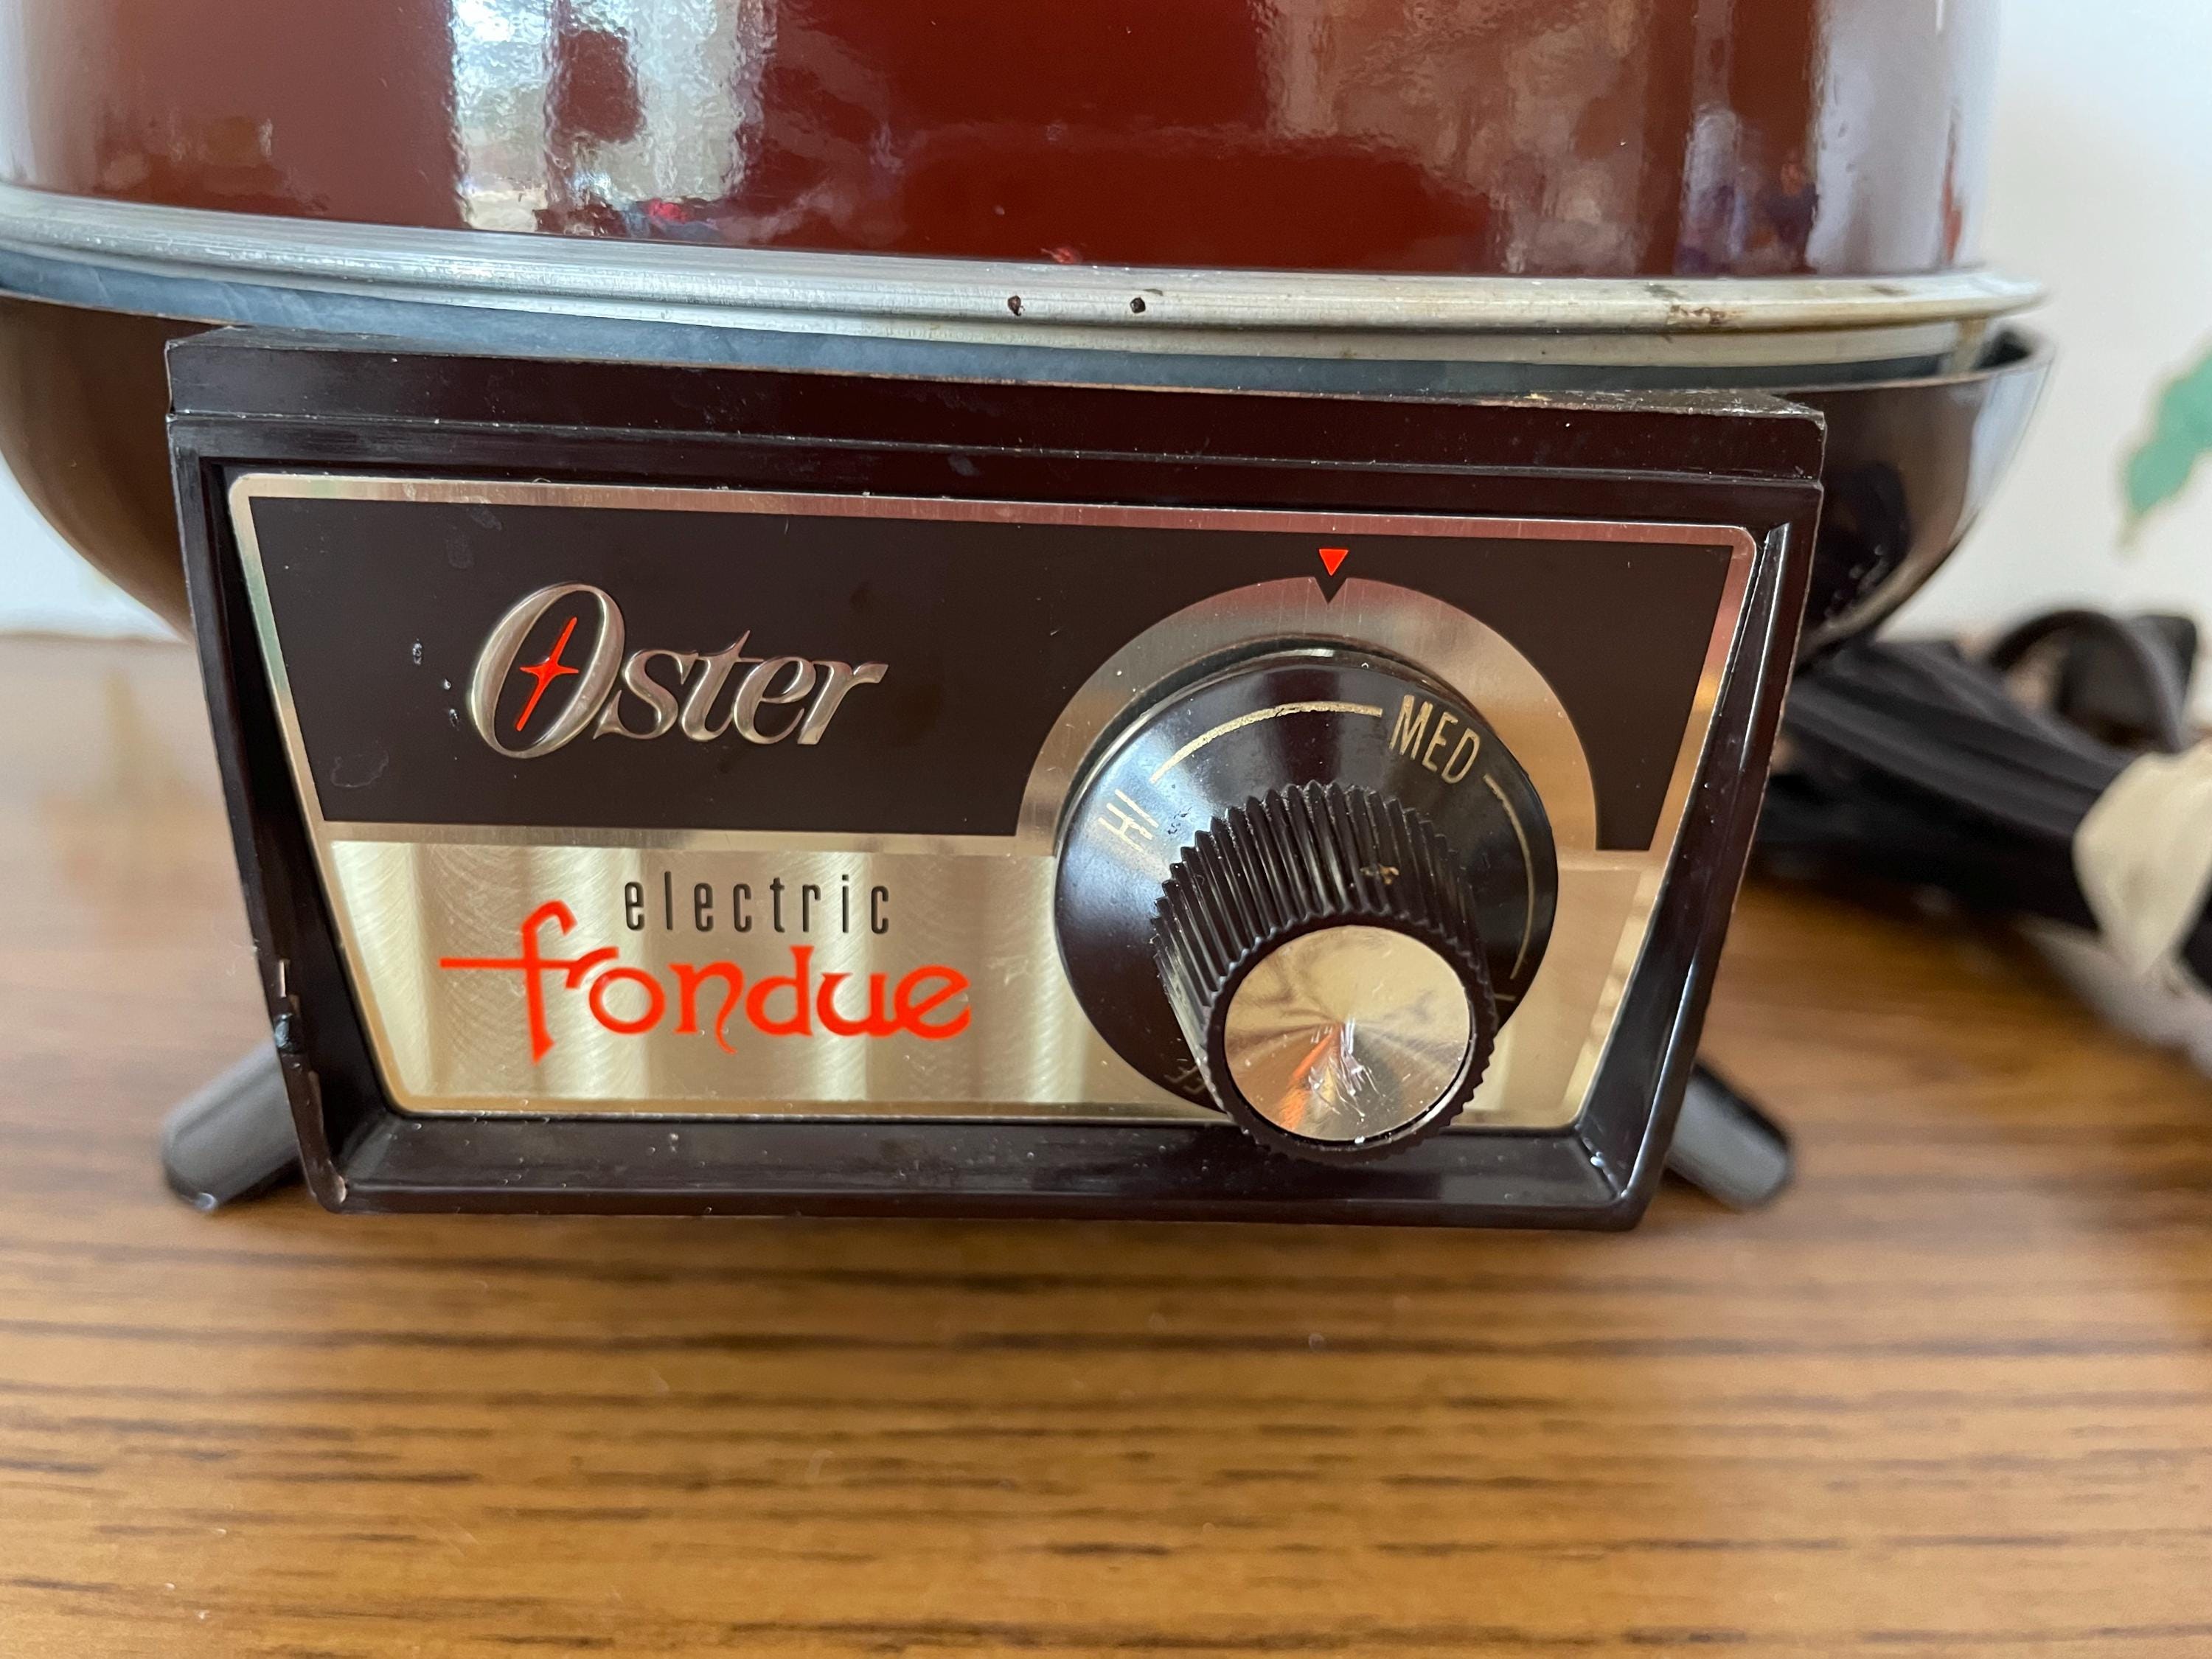 Oster
MED
HI
electric
fondue